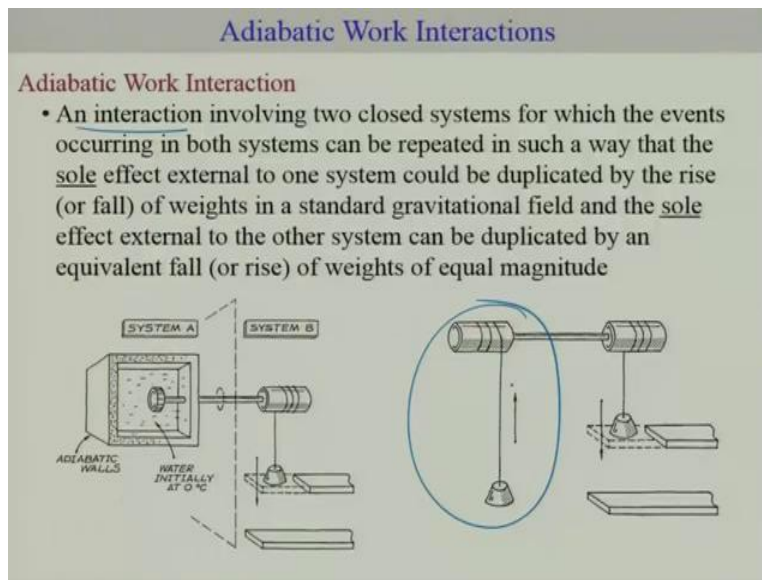 Adiabatic Work Interactions
Adiabatic Work Interaction
• An interaction involving two closed systems for which the events
occurring in both systems can be repeated in such a way that the
sole effect external to one system could be duplicated by the rise
(or fall) of weights in a standard gravitational field and the sole
effect external to the other system can be duplicated by an
equivalent fall (or rise) of weights of equal magnitude
SYSTEM A
SYSTEM B
ADIABATIC
WALLS
WATER
INITIALLY
AT 0 °C